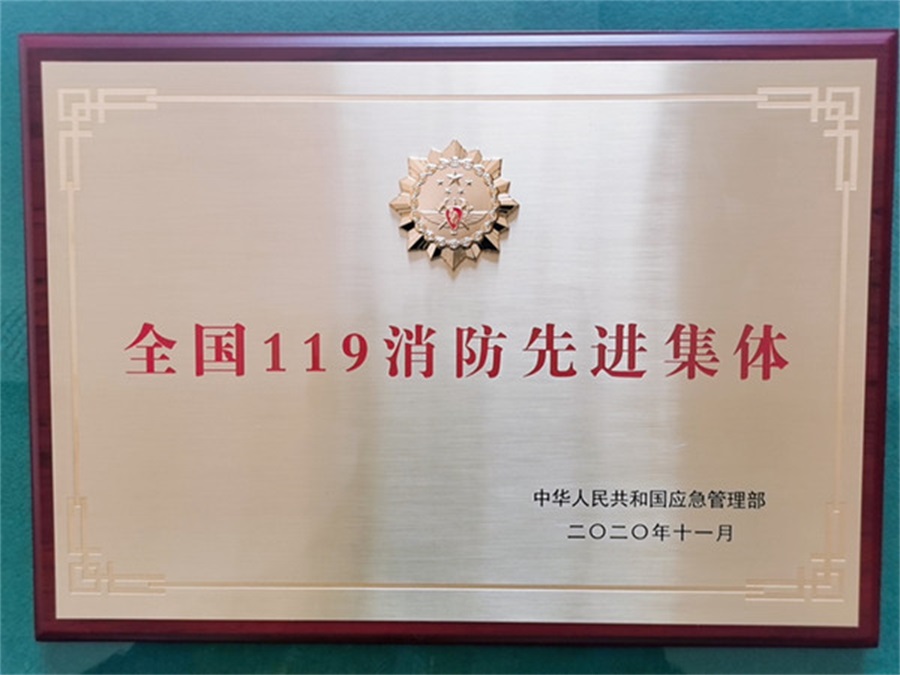 全国119消防先进集体
中华人民共和国应急管理部
二〇二〇年十一月